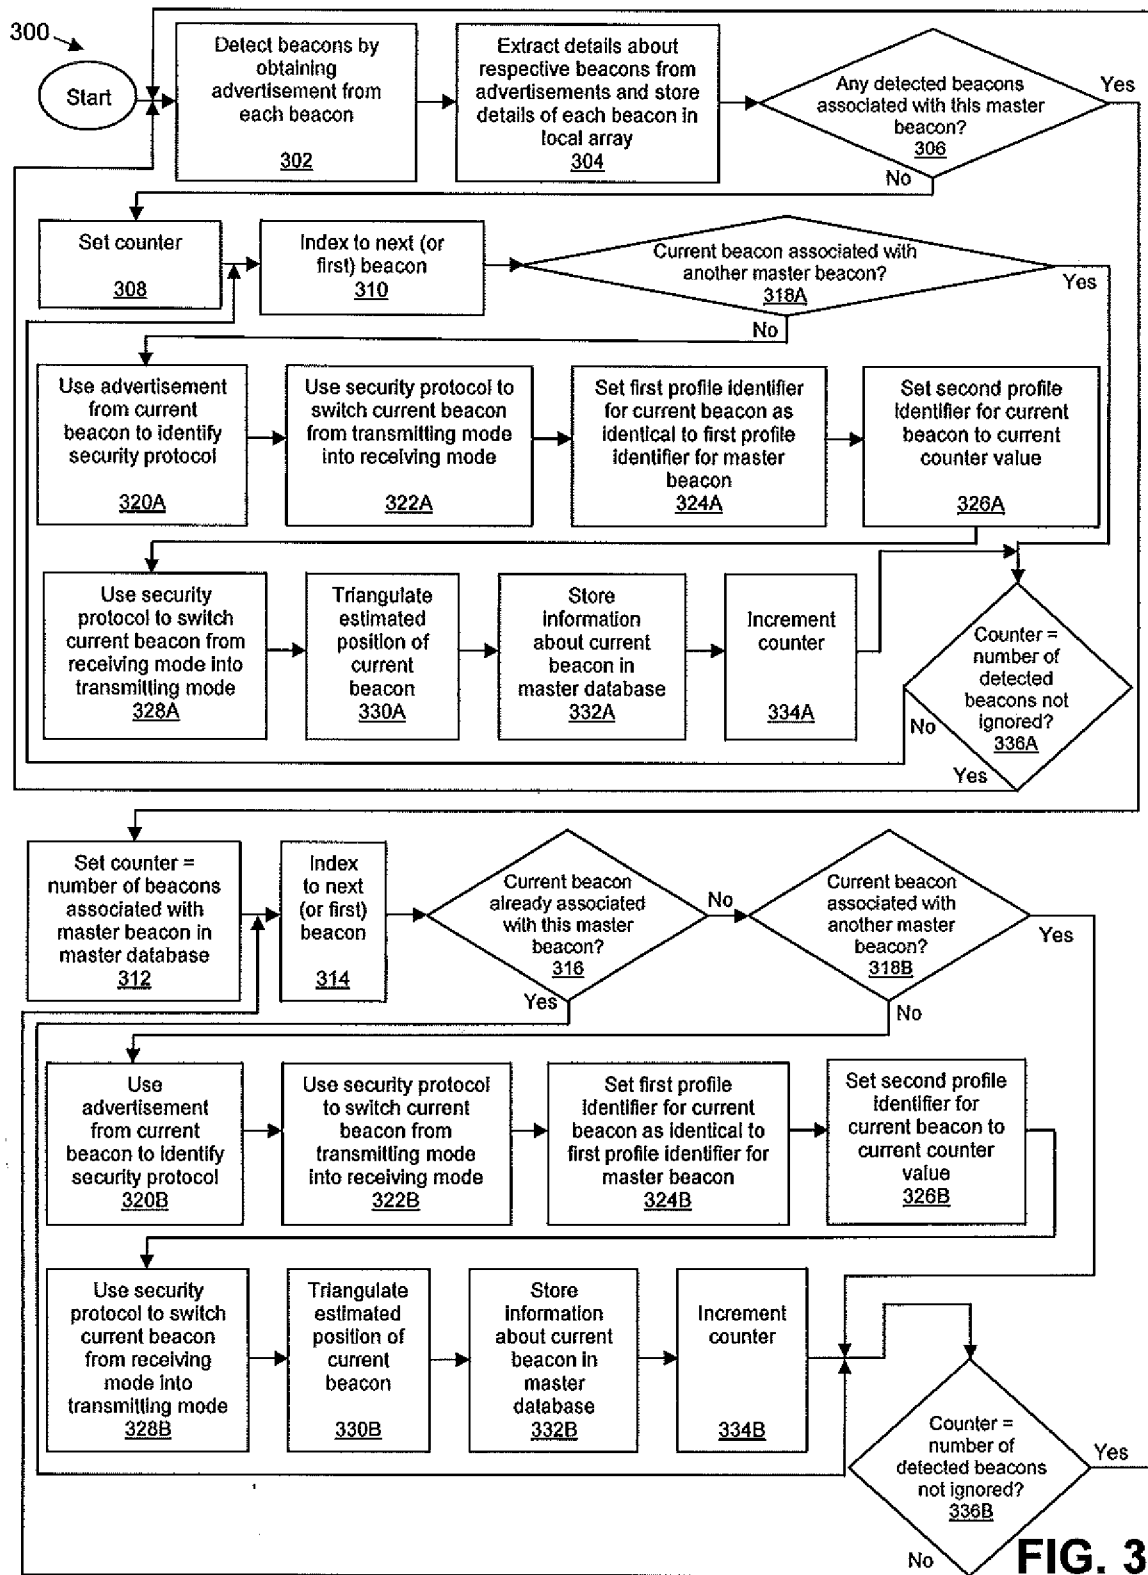 300
Start
Detect beacons by
obtaining
advertisement from
each beacon
302
Extract details about
respective beacons from
advertisements and store
details of each beacon in
local array
304
Any detected beacons
associated with this master
beacon?
306
Yes
No
Set counter
308
Index to next (or
first) beacon
310
Current beacon associated with
another master beacon?
318A
Yes
No
Use advertisement
from current
beacon to identify
security protocol
320A
Use security protocol to
switch current beacon
from transmitting mode
into receiving mode
322A
Set first profile identifier
for current beacon as
identical to first profile
identifier for master
beacon
324A
Set second profile
identifier for current
beacon to current
counter value
326A
Use security
protocol to switch
current beacon from
receiving mode into
transmitting mode
328A
Triangulate
estimated
position of
current
beacon
330A
Store
information
about current
beacon in
master database
332A
Increment
counter
334A
Counter =
number of
detected
beacons not
ignored?
336A
No
Yes
Set counter =
number of beacons
associated with
master beacon in
master database
312
Index
to next
(or first)
beacon
314
Current beacon
already associated
with this master
beacon?
316
No
Yes
Current beacon
associated with
another master
beacon?
318B
Yes
No
Use
advertisement
from current
beacon to identify
security protocol
320B
Use security protocol
to switch current
beacon from
transmitting mode
into receiving mode
322B
Set first profile
identifier for current
beacon as identical to
first profile identifier for
master beacon
324B
Set second profile
identifier for
current beacon to
current counter
value
326B
Use security
protocol to switch
current beacon
from receiving
mode into
transmitting mode
328B
Triangulate
estimated
position of
current
beacon
330B
Store
information
about current
beacon in
master
database
332B
Increment
counter
334B
Counter =
number of
detected beacons
not ignored?
336B
Yes
No
FIG. 3